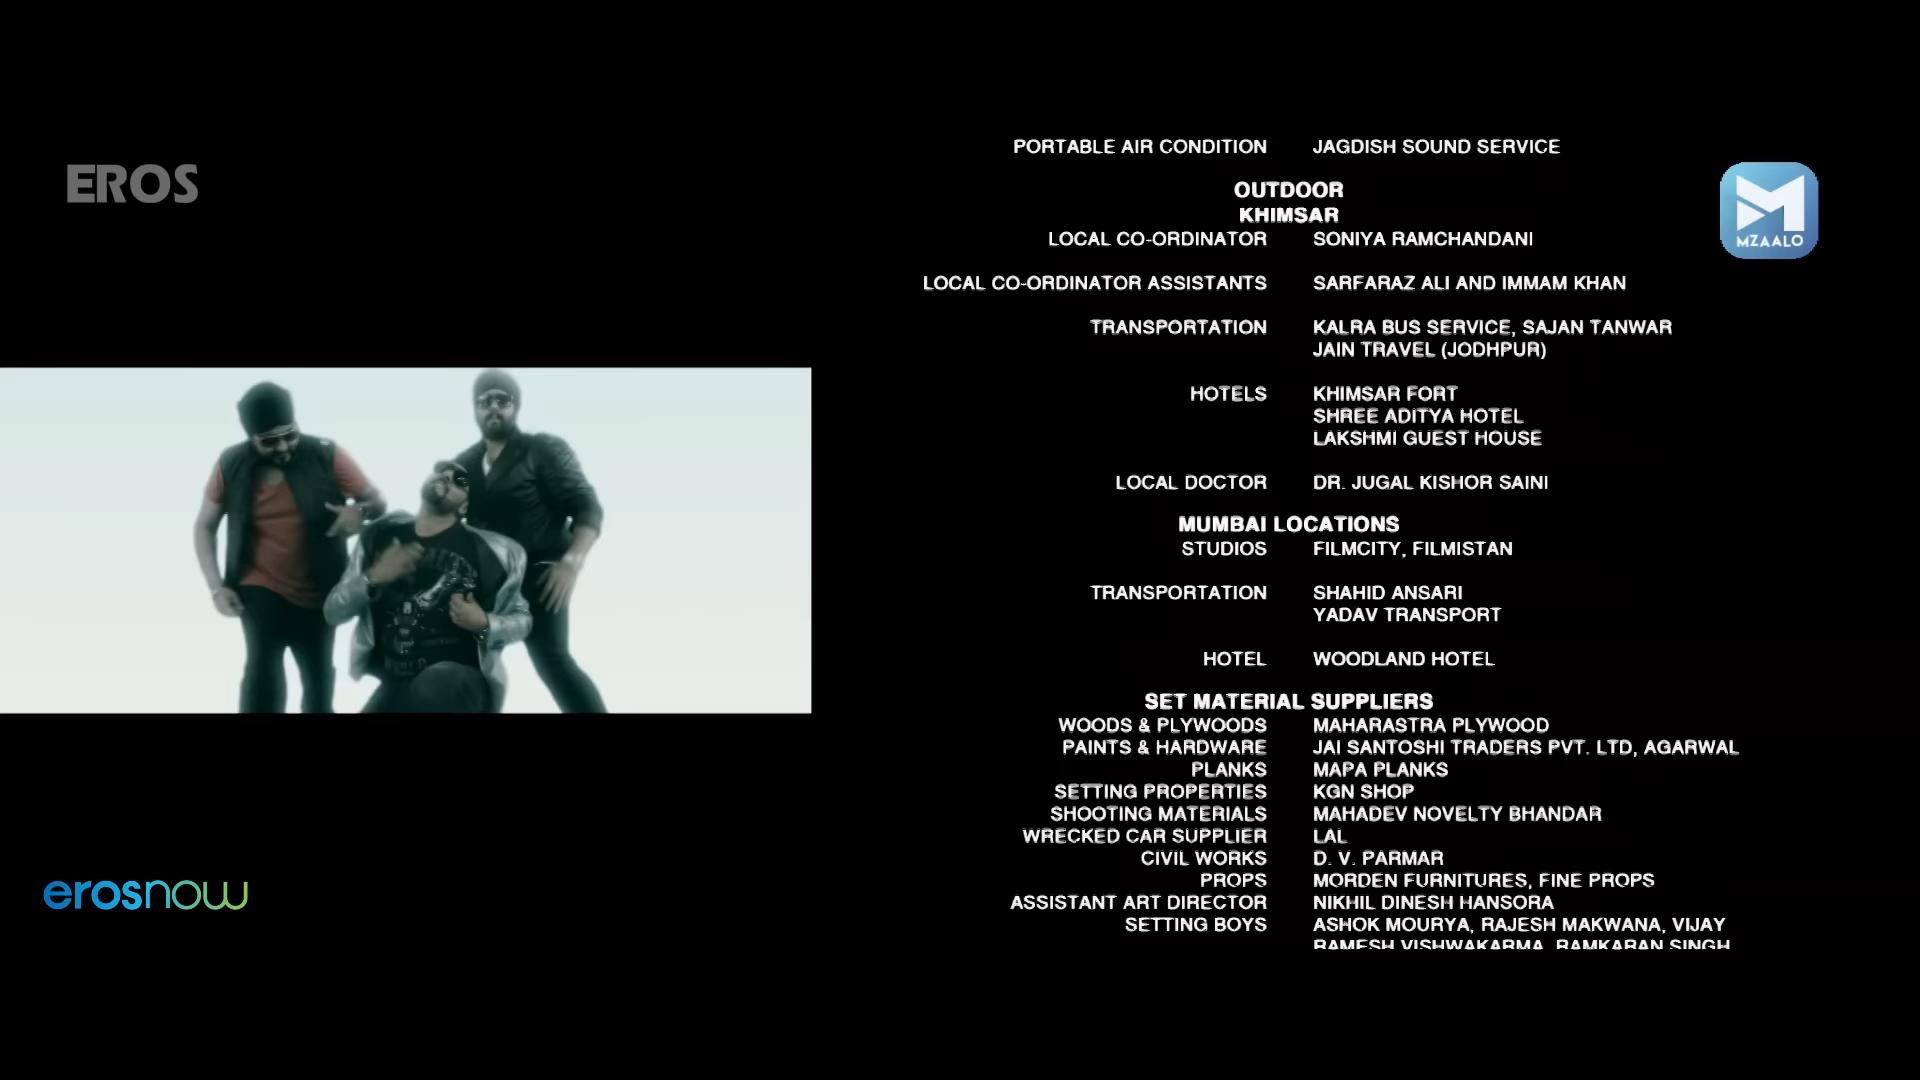 EROS
MZAALO
PORTABLE AIR CONDITION JAGDISH SOUND SERVICE
OUTDOOR
KHIMSAR
LOCAL CO-ORDINATOR SONIYA RAMCHANDANI
LOCAL CO-ORDINATOR ASSISTANTS SARFARAZ ALI AND IMMAM KHAN
TRANSPORTATION KALRA BUS SERVICE, SAJAN TANWAR
JAIN TRAVEL (JODHPUR)
HOTELS KHIMSAR FORT
SHREE ADITYA HOTEL
LAKSHMI GUEST HOUSE
LOCAL DOCTOR DR. JUGAL KISHOR SAINI
MUMBAI LOCATIONS
STUDIOS FILMCITY, FILMISTAN
TRANSPORTATION SHAHID ANSARI
YADAV TRANSPORT
HOTEL WOODLAND HOTEL
SET MATERIAL SUPPLIERS
WOODS & PLYWOODS MAHARASTRA PLYWOOD
PAINTS & HARDWARE JAI SANTOSHI TRADERS PVT. LTD, AGARWAL
PLANKS MAPA PLANKS
SETTING PROPERTIES KGN SHOP
SHOOTING MATERIALS MAHADEV NOVELTY BHANDAR
WRECKED CAR SUPPLIER LAL
CIVIL WORKS D. V. PARMAR
PROPS MORDEN FURNITURES, FINE PROPS
ASSISTANT ART DIRECTOR NIKHIL DINESH HANSORA
SETTING BOYS ASHOK MOURYA, RAJESH MAKWANA, VIJAY
RAMESH VISHWAKARMA, RAMKARAN SINGH
erosnow